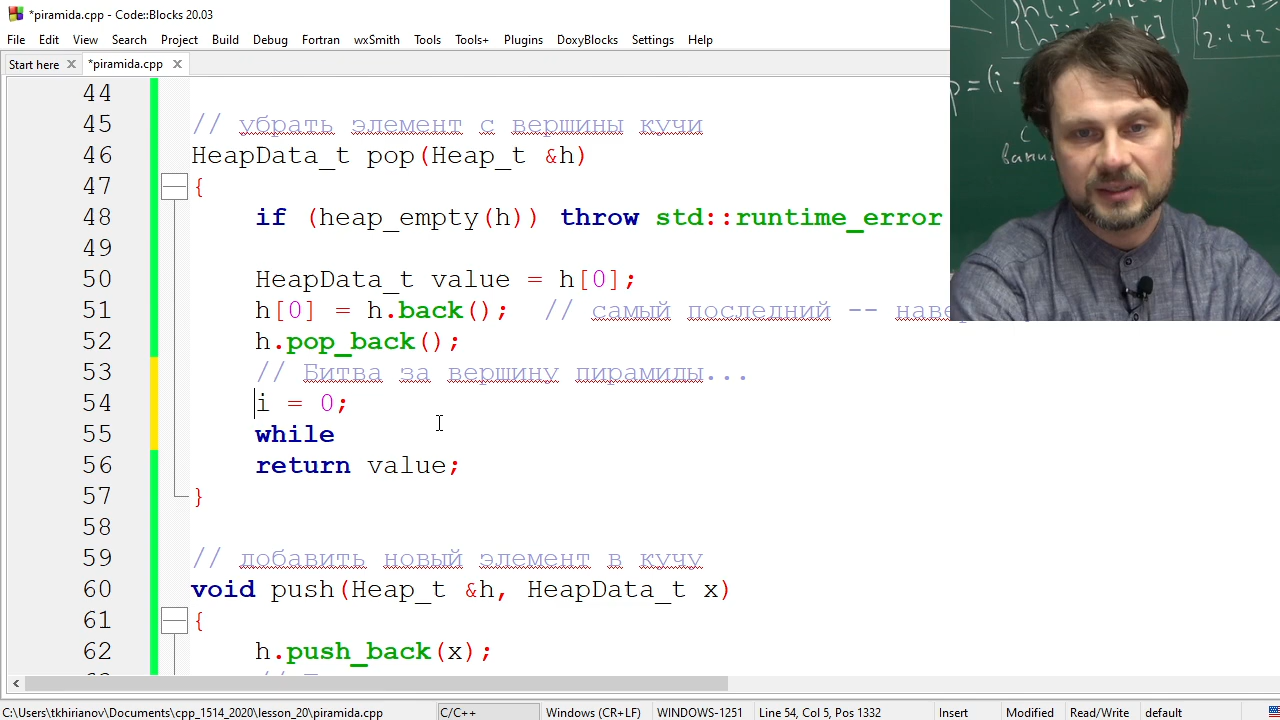 *piramida.cpp - Code::Blocks 20.03
File Edit View Search Project Build Debug Fortran wxSmith Tools Tools+ Plugins DoxyBlocks Settings Help
Start here *piramida.cpp
44
45 // убрать элемент с вершины кучи
46 HeapData_t pop(Heap_t &h)
47 {
48 if (heap_empty(h)) throw std::runtime_error
49
50 HeapData_t value = h[0];
51 h[0] = h.back(); // самый последний --
52 h.pop_back();
53 // Битва за вершину пирамиды...
54 i = 0;
55 while
56 return value;
57 }
58
59 // добавить новый элемент в кучу
60 void push(Heap_t &h, HeapData_t x)
61 {
62 h.push_back(x);
C:\Users\tkhirianov\Documents\cpp_1514_2020\lesson_20\piramida.cpp C/C++ Windows (CR+LF) WINDOWS-1251 Line 54, Col 5, Pos 1332 Insert Modified Read/Write default